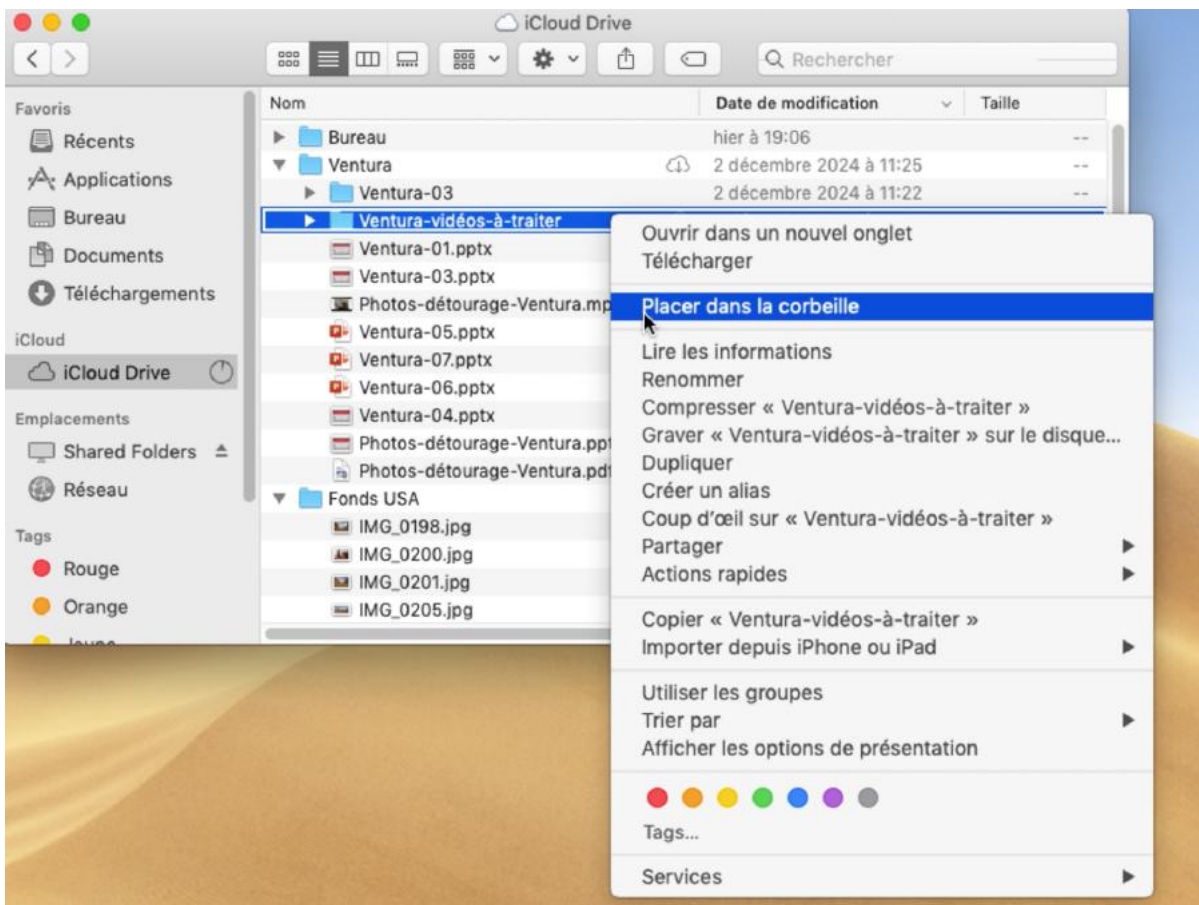 iCloud Drive
Rechercher
Favoris
Récents
Applications
Bureau
Documents
Téléchargements
iCloud
iCloud Drive
Emplacements
Shared Folders
Réseau
Tags
Rouge
Orange
Jaune
Nom Date de modification Taille
Bureau hier à 19:06 --
Ventura 2 décembre 2024 à 11:25 --
Ventura-03 2 décembre 2024 à 11:22 --
Ventura-vidéos-à-traiter
Ventura-01.pptx
Ventura-03.pptx
Photos-détourage-Ventura.mp
Ventura-05.pptx
Ventura-07.pptx
Ventura-06.pptx
Ventura-04.pptx
Photos-détourage-Ventura.ppt
Photos-détourage-Ventura.pdf
Fonds USA
IMG_0198.jpg
IMG_0200.jpg
IMG_0201.jpg
IMG_0205.jpg
Ouvrir dans un nouvel onglet
Télécharger
Placer dans la corbeille
Lire les informations
Renommer
Compresser « Ventura-vidéos-à-traiter »
Graver « Ventura-vidéos-à-traiter » sur le disque...
Dupliquer
Créer un alias
Coup d’œil sur « Ventura-vidéos-à-traiter »
Partager
Actions rapides
Copier « Ventura-vidéos-à-traiter »
Importer depuis iPhone ou iPad
Utiliser les groupes
Trier par
Afficher les options de présentation
Tags...
Services